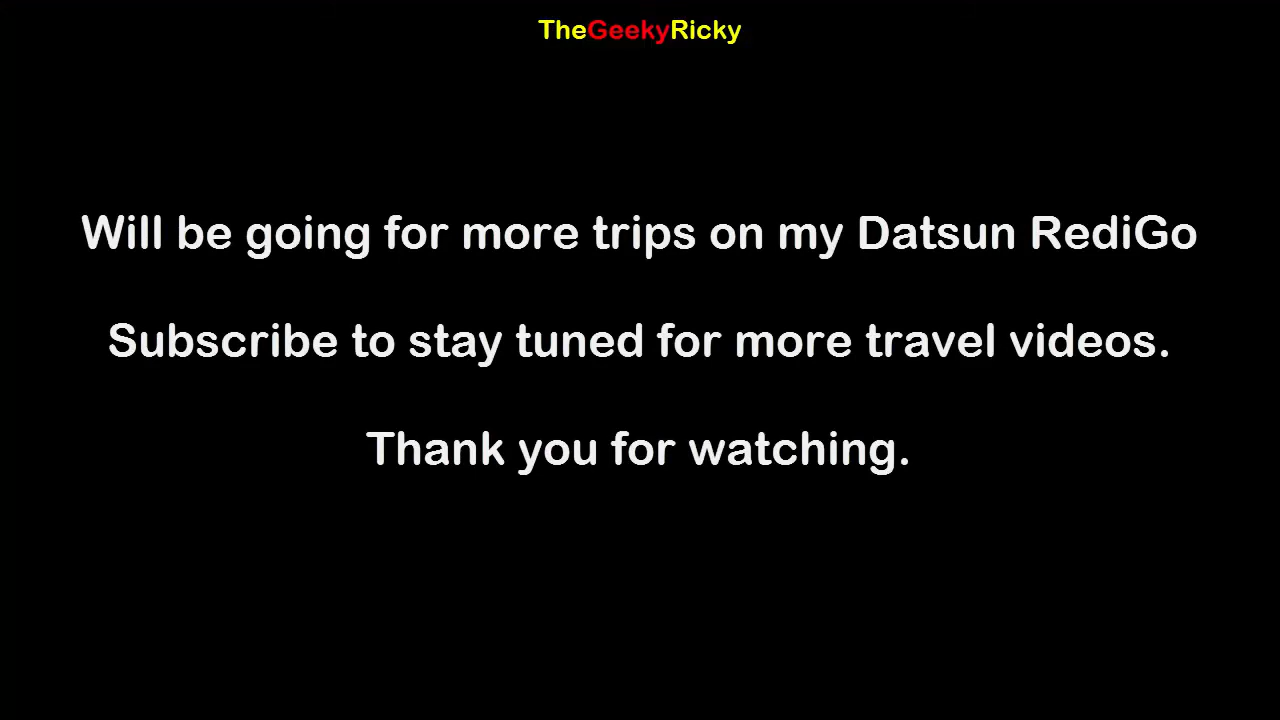 TheGeekyRicky
Will be going for more trips on my Datsun RediGo
Subscribe to stay tuned for more travel videos.
Thank you for watching.